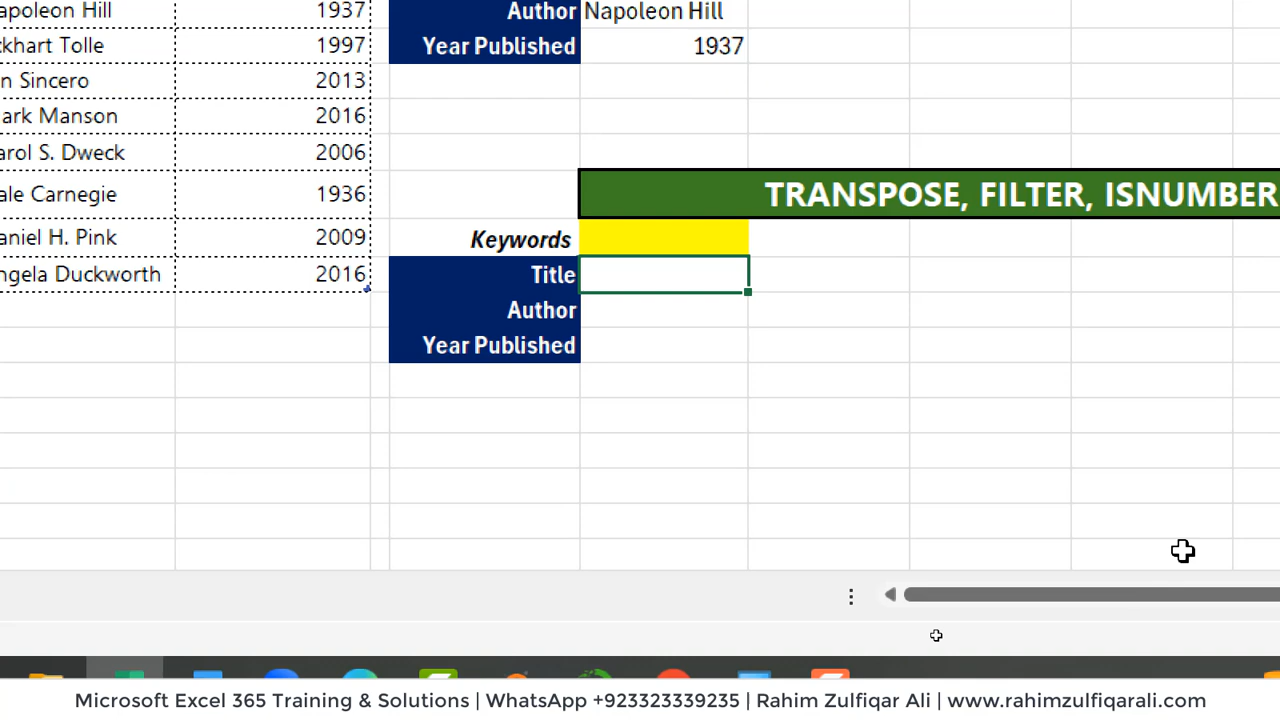 apoleon Hill 1937 Author Napoleon Hill
khart Tolle 1997 Year Published 1937
n Sincero 2013
ark Manson 2016
arol S. Dweck 2006
ale Carnegie 1936 TRANSPOSE, FILTER, ISNUMBER
aniel H. Pink 2009 Keywords
ngela Duckworth 2016 Title
Author
Year Published
Microsoft Excel 365 Training & Solutions | WhatsApp +923323339235 | Rahim Zulfiqar Ali | www.rahimzulfiqarali.com